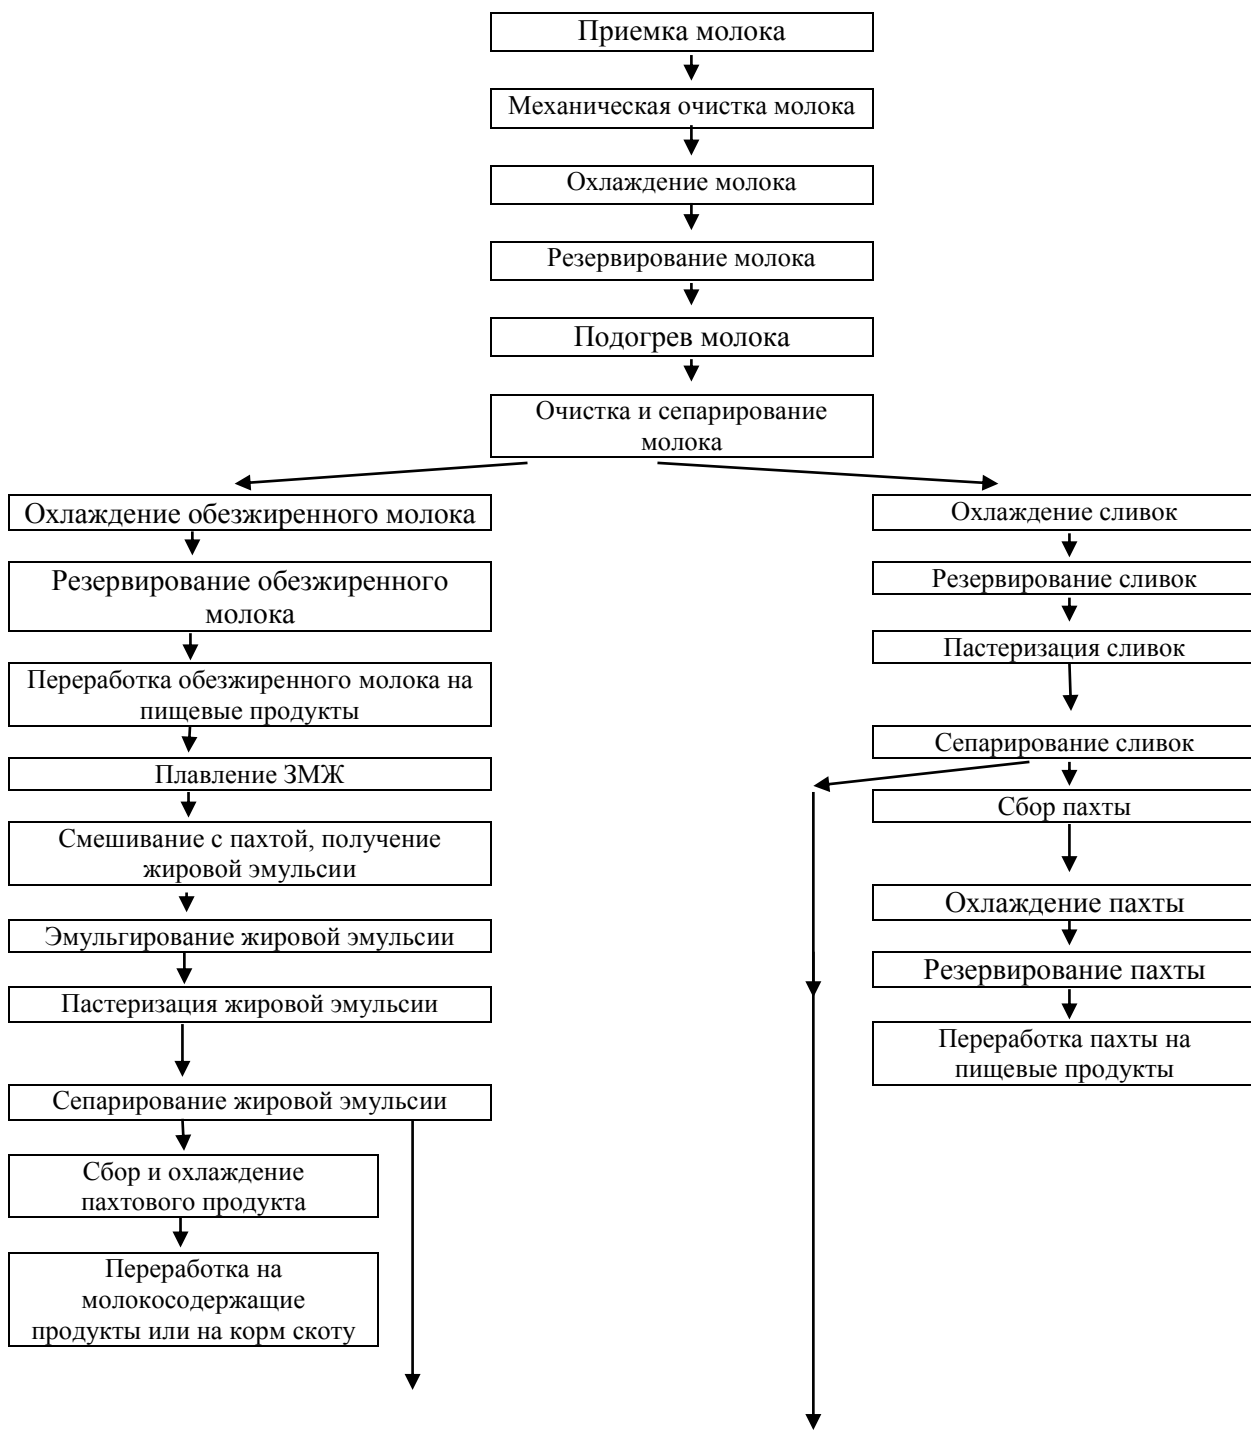 Приемка молока
Механическая очистка молока
Охлаждение молока
Резервирование молока
Подогрев молока
Очистка и сепарирование
молока
Охлаждение обезжиренного молока
Резервирование обезжиренного
молока
Переработка обезжиренного молока на
пищевые продукты
Плавление ЗМЖ
Смешивание с пахтой, получение
жировой эмульсии
Эмульгирование жировой эмульсии
Пастеризация жировой эмульсии
Сепарирование жировой эмульсии
Сбор и охлаждение
пахтового продукта
Переработка на
молокосодержащие
продукты или на корм скоту
Охлаждение сливок
Резервирование сливок
Пастеризация сливок
Сепарирование сливок
Сбор пахты
Охлаждение пахты
Резервирование пахты
Переработка пахты на
пищевые продукты